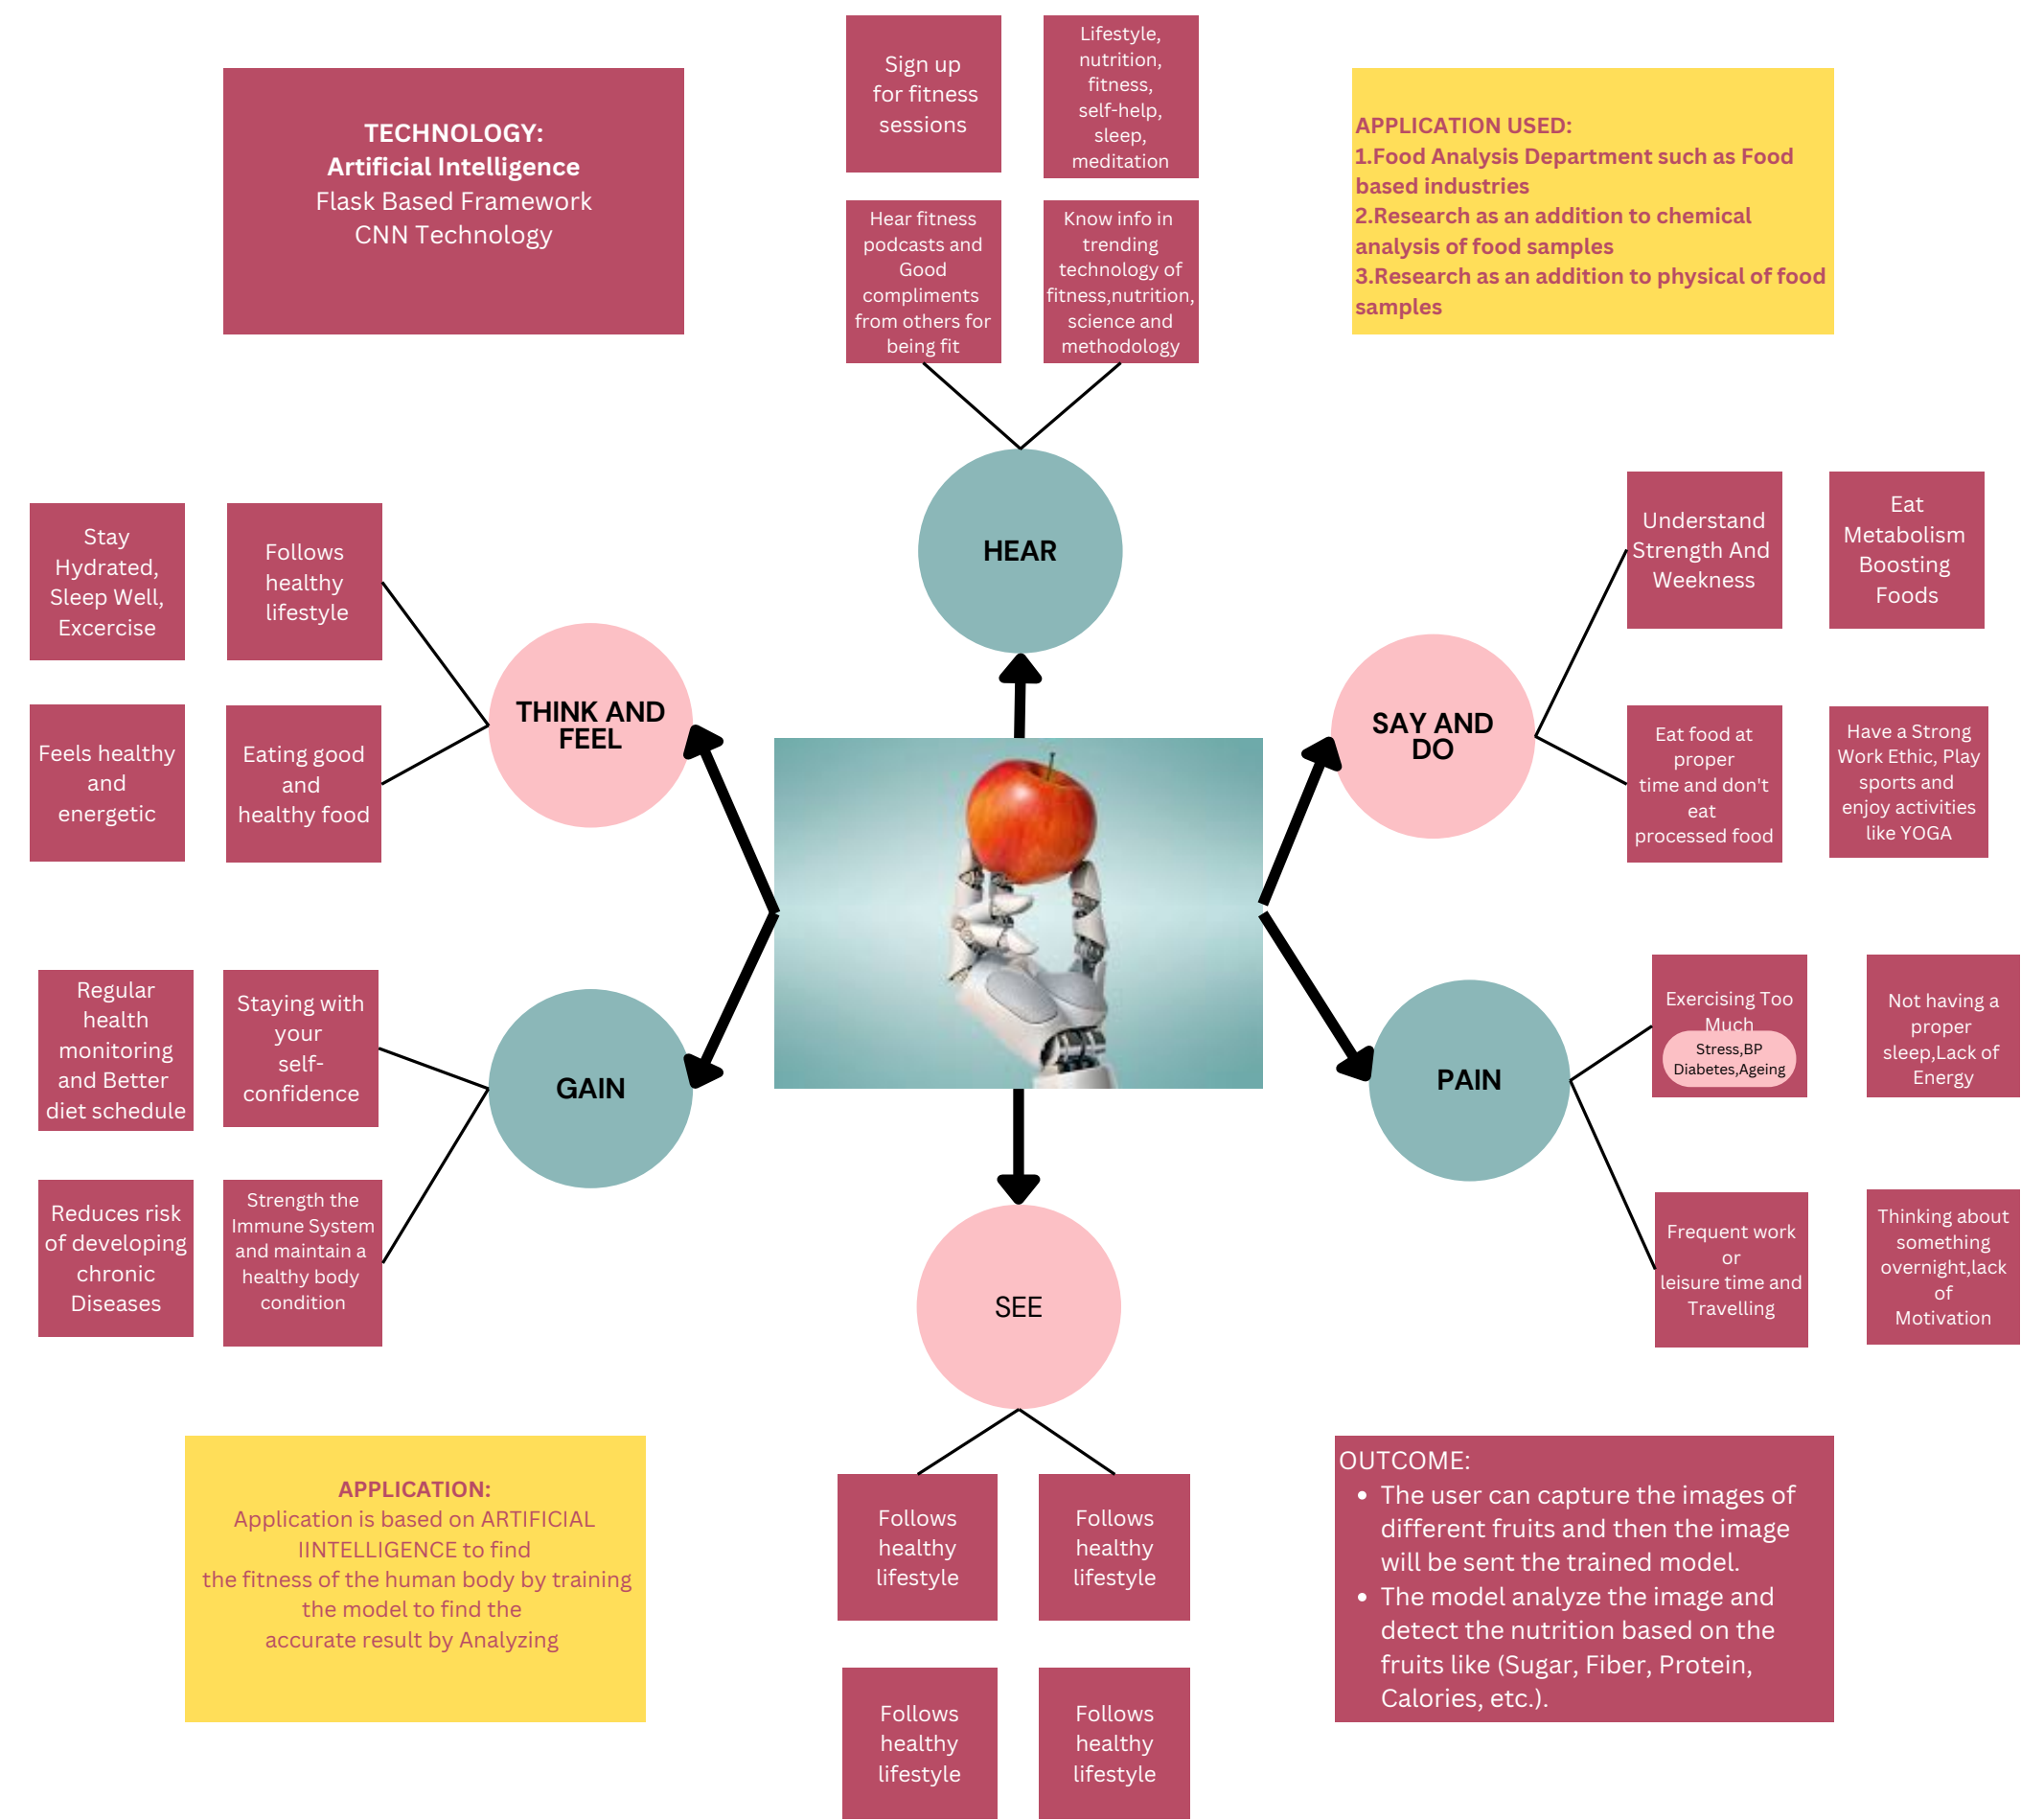 TECHNOLOGY:
Artificial Intelligence
Flask Based Framework
CNN Technology
Sign up
for fitness
sessions
Lifestyle,
nutrition,
fitness,
self-help,
sleep,
meditation
Hear fitness
podcasts and
Good
compliments
from others for
being fit
Know info in
trending
technology of
fitness,nutrition,
science and
methodology
APPLICATION USED:
1.Food Analysis Department such as Food
based industries
2.Research as an addition to chemical
analysis of food samples
3.Research as an addition to physical of food
samples
HEAR
Stay
Hydrated,
Sleep Well,
Excercise
Follows
healthy
lifestyle
Feels healthy
and
energetic
Eating good
and
healthy food
THINK AND
FEEL
SAY AND
DO
Understand
Strength And
Weekness
Eat
Metabolism
Boosting
Foods
Eat food at
proper
time and don't
eat
processed food
Have a Strong
Work Ethic, Play
sports and
enjoy activities
like YOGA
Regular
health
monitoring
and Better
diet schedule
Staying with
your
self-
confidence
Reduces risk
of developing
chronic
Diseases
Strength the
Immune System
and maintain a
healthy body
condition
GAIN
PAIN
Exercising Too
Much
Stress,BP
Diabetes,Ageing
Not having a
proper
sleep,Lack of
Energy
Frequent work
or
leisure time and
Travelling
Thinking about
something
overnight,lack
of
Motivation
SEE
Follows
healthy
lifestyle
Follows
healthy
lifestyle
Follows
healthy
lifestyle
Follows
healthy
lifestyle
APPLICATION:
Application is based on ARTIFICIAL
IINTELLIGENCE to find
the fitness of the human body by training
the model to find the
accurate result by Analyzing
OUTCOME:
• The user can capture the images of
different fruits and then the image
will be sent the trained model.
• The model analyze the image and
detect the nutrition based on the
fruits like (Sugar, Fiber, Protein,
Calories, etc.).